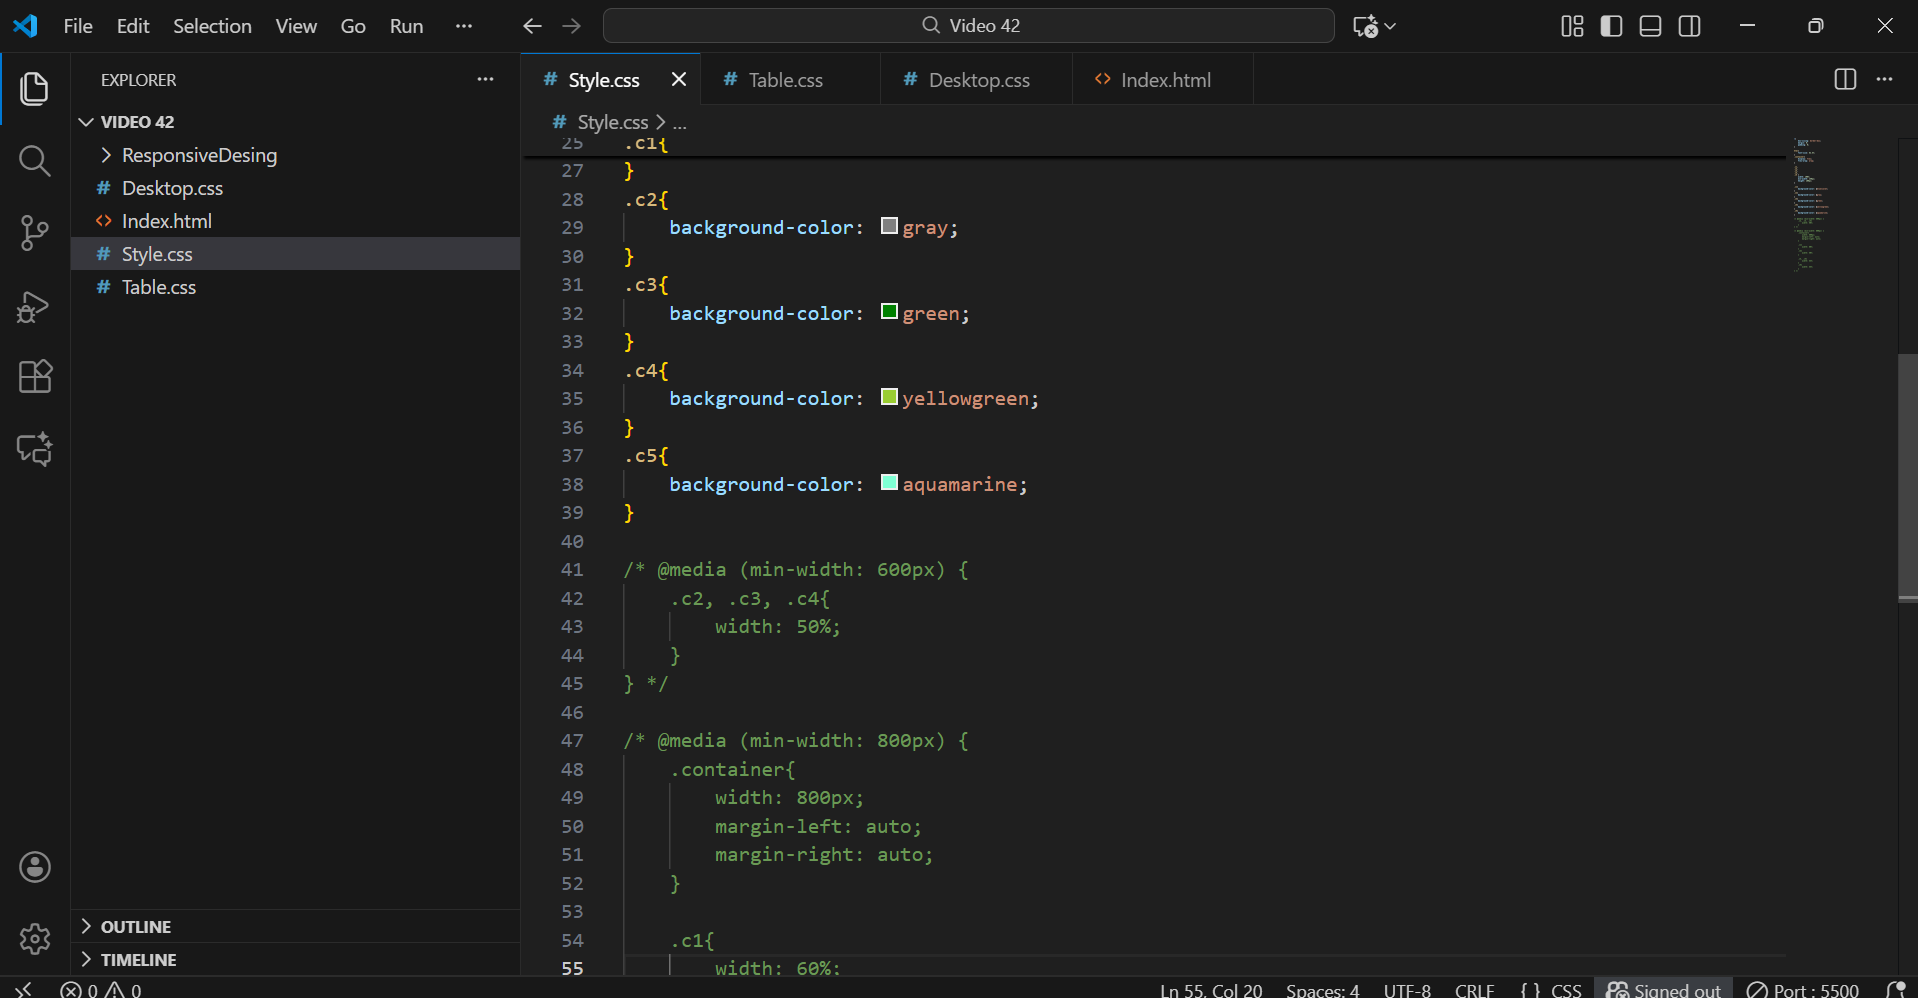 File Edit Selection View Go Run ··· Video 42
EXPLORER ···
VIDEO 42
ResponsiveDesing
# Desktop.css
<> Index.html
# Style.css
# Table.css
OUTLINE
TIMELINE
# Style.css # Table.css # Desktop.css <> Index.html ···
# Style.css > ...
25 .c1{
27 }
28 .c2{
29 background-color: gray;
30 }
31 .c3{
32 background-color: green;
33 }
34 .c4{
35 background-color: yellowgreen;
36 }
37 .c5{
38 background-color: aquamarine;
39 }
40
41 /* @media (min-width: 600px) {
42 .c2, .c3, .c4{
43 width: 50%;
44 }
45 } */
46
47 /* @media (min-width: 800px) {
48 .container{
49 width: 800px;
50 margin-left: auto;
51 margin-right: auto;
52 }
53
54 .c1{
55 width: 60%;
0 0 Ln 55, Col 20 Spaces: 4 UTF-8 CRLF { } CSS Signed out Port : 5500